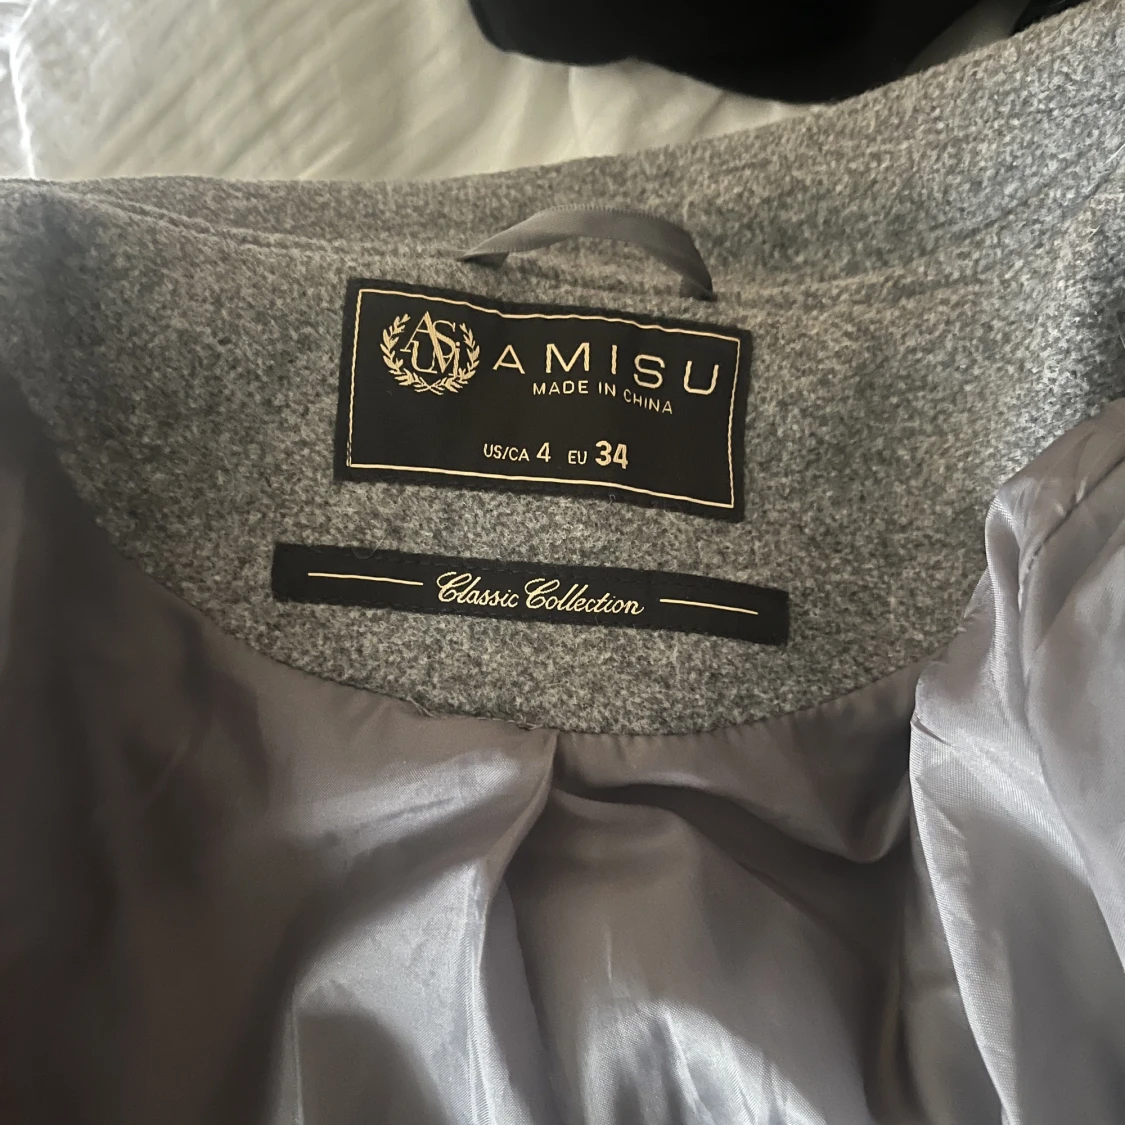 AMISU
MADE IN CHINA
US/CA 4 EU 34
Classic Collection